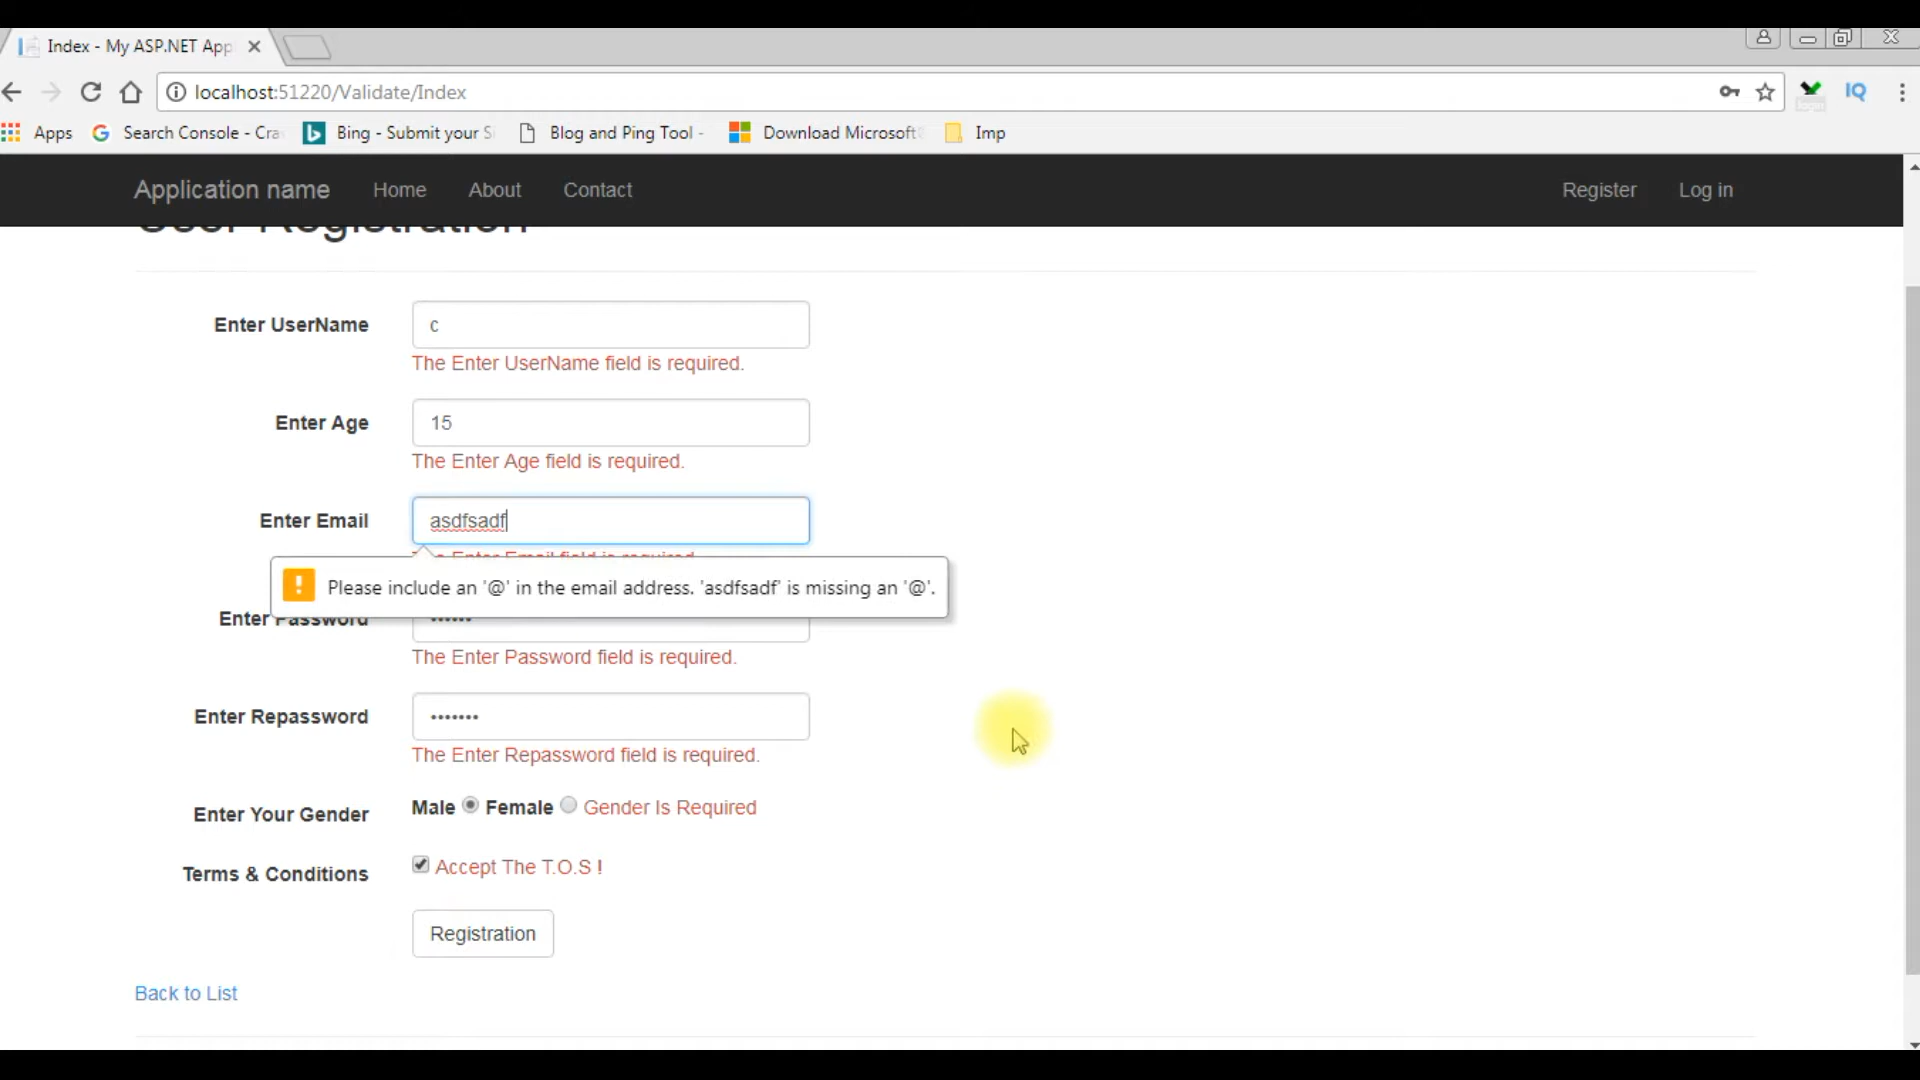 Index - My ASP.NET App
localhost:51220/Validate/Index
IQ
Apps Search Console - Cra Bing - Submit your S Blog and Ping Tool - Download Microsoft Imp
Application name Home About Contact Register Log in
User Registration
Enter UserName c
The Enter UserName field is required.
Enter Age 15
The Enter Age field is required.
Enter Email asdfsadf
The Enter Email field is required.
Please include an '@' in the email address. 'asdfsadf' is missing an '@'.
Enter Password ••••••
The Enter Password field is required.
Enter Repassword •••••••
The Enter Repassword field is required.
Enter Your Gender Male Female Gender Is Required
Terms & Conditions Accept The T.O.S !
Registration
Back to List